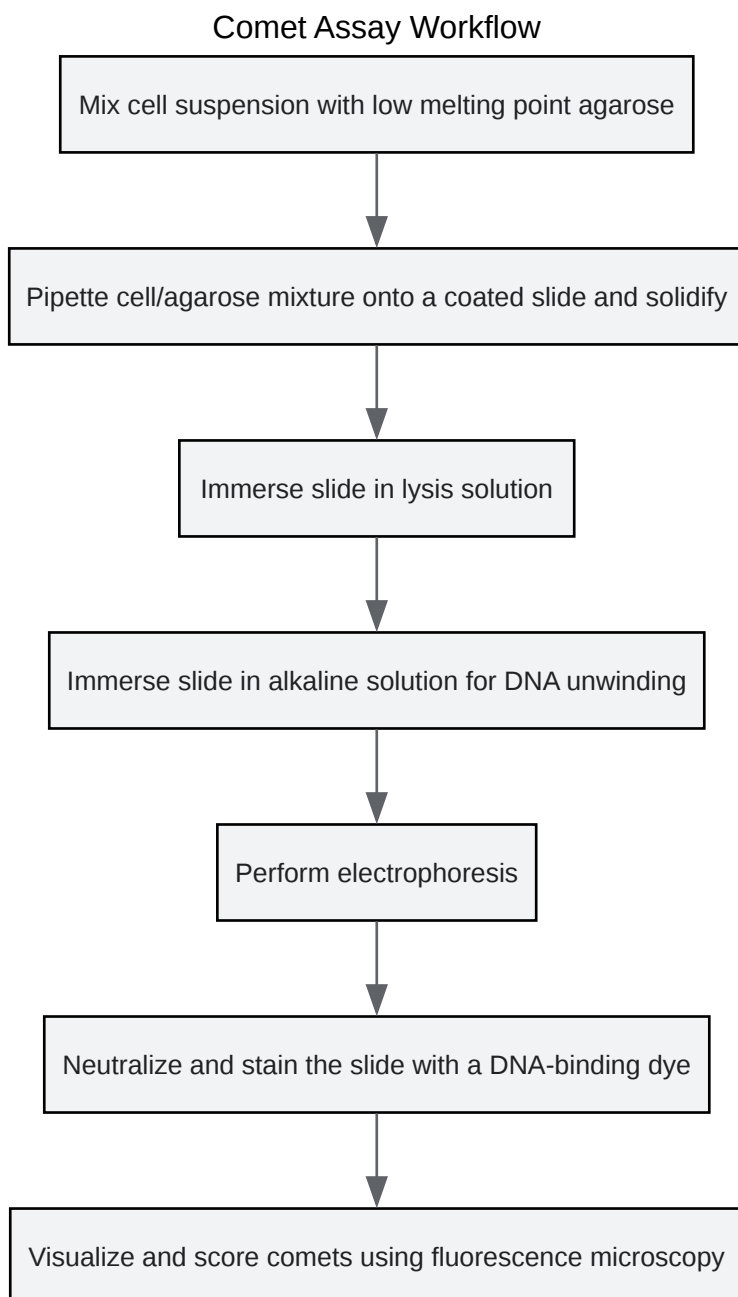 Comet Assay Workflow
Mix cell suspension with low melting point agarose
Pipette cell/agarose mixture onto a coated slide and solidify
Immerse slide in lysis solution
Immerse slide in alkaline solution for DNA unwinding
Perform electrophoresis
Neutralize and stain the slide with a DNA-binding dye
Visualize and score comets using fluorescence microscopy